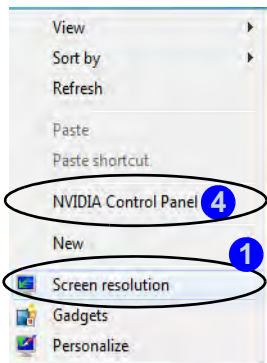 View
Sort by
Refresh
Paste
Paste shortcut
NVIDIA Control Panel 4
New
1
Screen resolution
Gadgets
Personalize